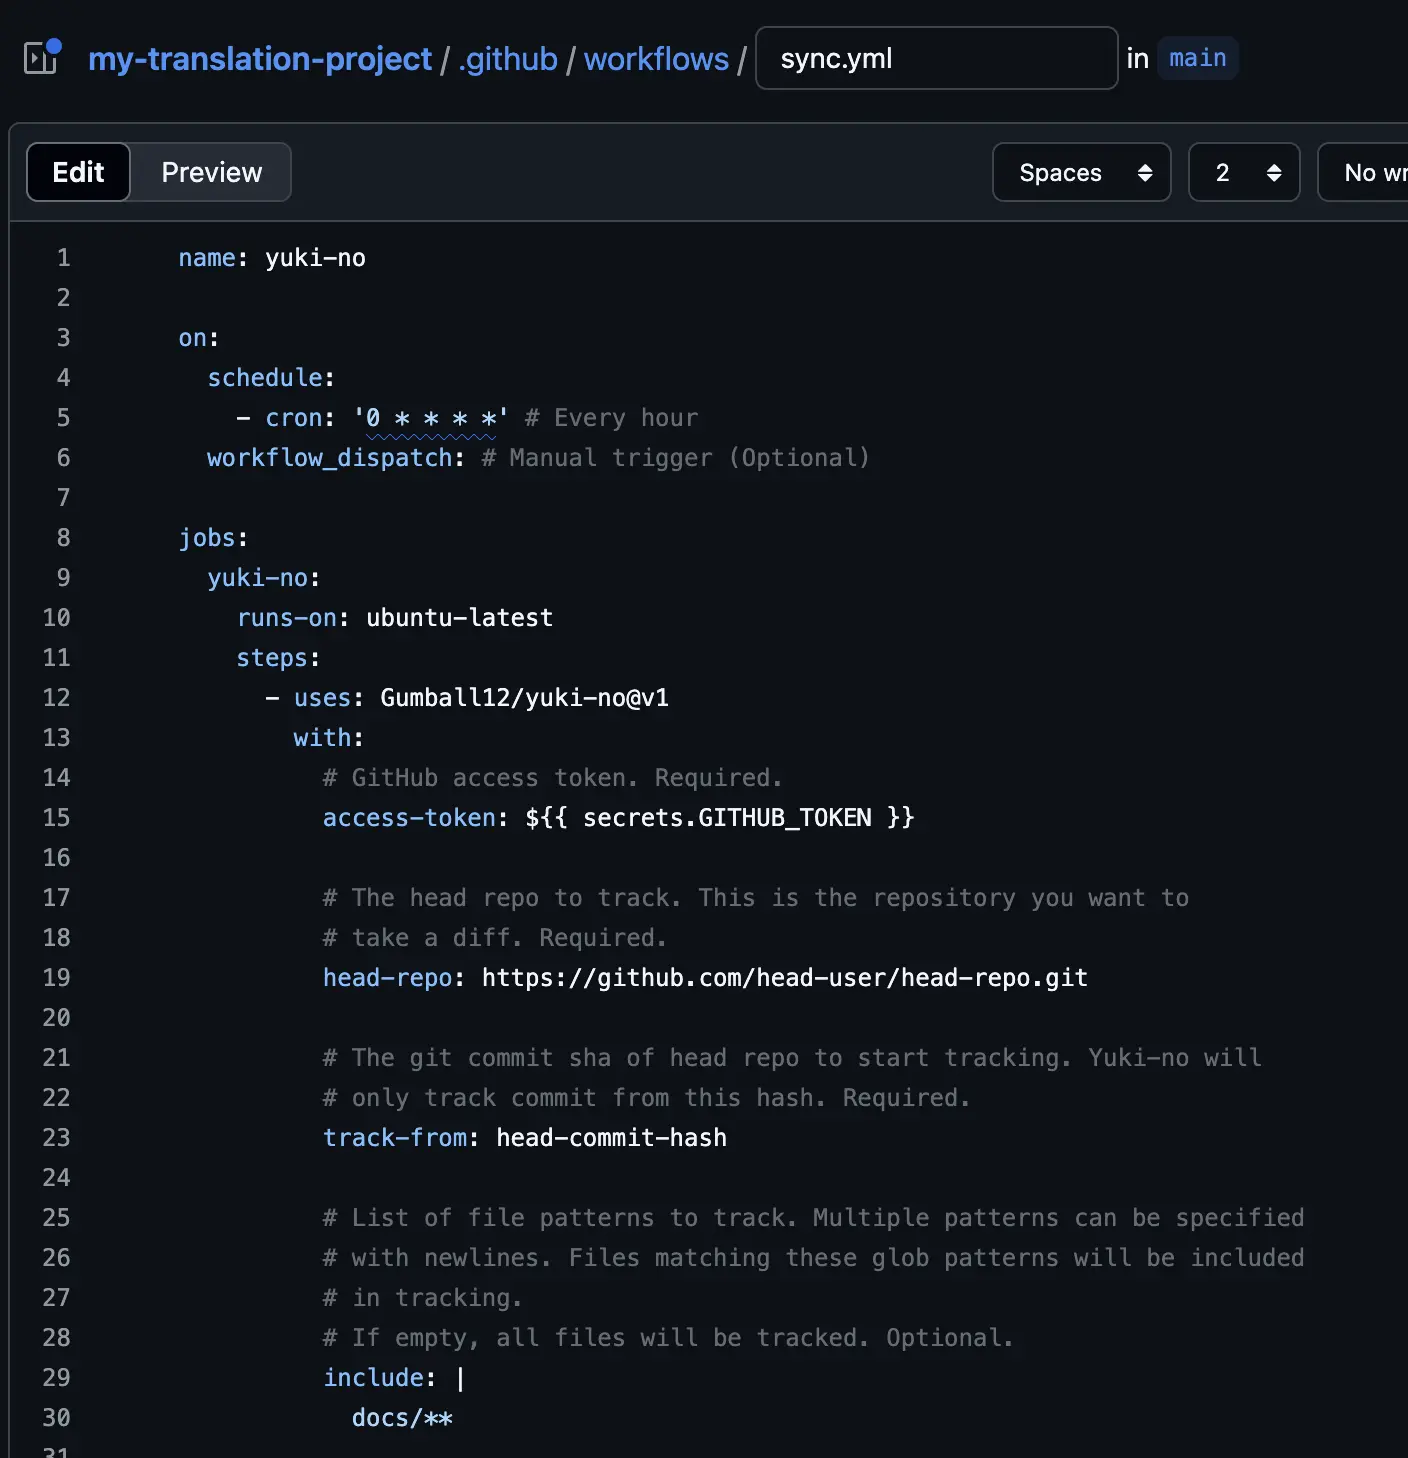 my-translation-project / .github / workflows / sync.yml in main
Edit Preview Spaces 2 No wr
1 name: yuki-no
2
3 on:
4 schedule:
5 - cron: '0 * * * *' # Every hour
6 workflow_dispatch: # Manual trigger (Optional)
7
8 jobs:
9 yuki-no:
10 runs-on: ubuntu-latest
11 steps:
12 - uses: Gumball12/yuki-no@v1
13 with:
14 # GitHub access token. Required.
15 access-token: ${{ secrets.GITHUB_TOKEN }}
16
17 # The head repo to track. This is the repository you want to
18 # take a diff. Required.
19 head-repo: https://github.com/head-user/head-repo.git
20
21 # The git commit sha of head repo to start tracking. Yuki-no will
22 # only track commit from this hash. Required.
23 track-from: head-commit-hash
24
25 # List of file patterns to track. Multiple patterns can be specified
26 # with newlines. Files matching these glob patterns will be included
27 # in tracking.
28 # If empty, all files will be tracked. Optional.
29 include: |
30 docs/**
31